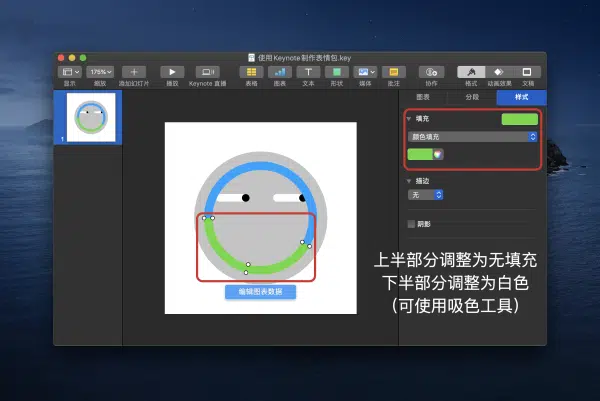 使用 Keynote 制作表情包.key
175%
显示
缩放
添加幻灯片
播放
Keynote 直播
表格
图表
文本
形状
媒体
批注
协作
格式
动画效果
文稿
图表
分段
样式
1
填充
颜色填充
描边
无
阴影
编辑图表数据
上半部分调整为无填充
下半部分调整为白色
（可使用吸色工具）